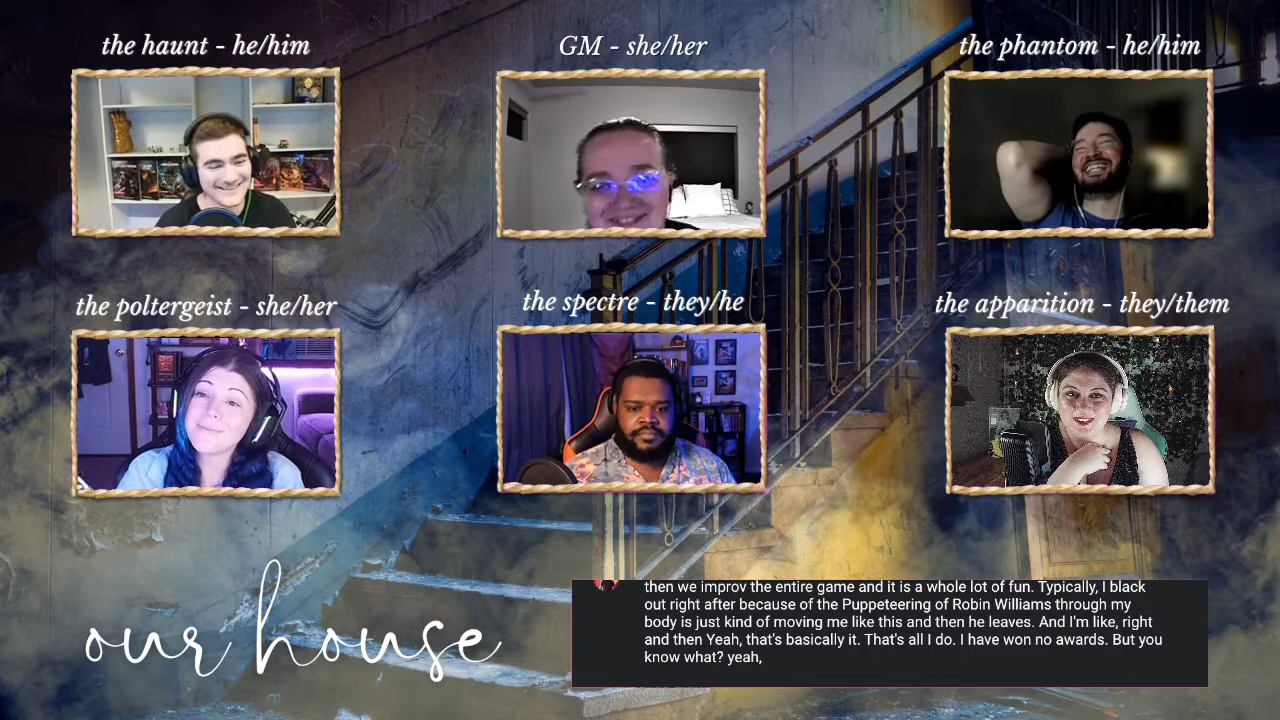 the haunt - he/him
GM - she/her
the phantom - he/him
the poltergeist - she/her
the spectre - they/he
the apparition - they/them
our house
then we improv the entire game and it is a whole lot of fun. Typically, I black
out right after because of the Puppeteering of Robin Williams through my
body is just kind of moving me like this and then he leaves. And I'm like, right
and then Yeah, that's basically it. That's all I do. I have won no awards. But you
know what? yeah,